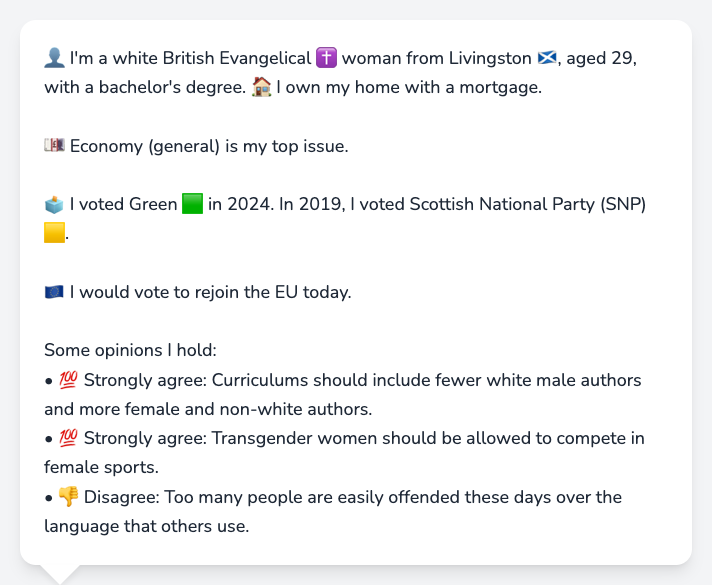 👤 I'm a white British Evangelical ✝️ woman from Livingston 🏴󠁧󠁢󠁳󠁣󠁴󠁿, aged 29,
with a bachelor's degree. 🏠 I own my home with a mortgage.
💷 Economy (general) is my top issue.
🗳️ I voted Green 🟩 in 2024. In 2019, I voted Scottish National Party (SNP)
🟨.
🇪🇺 I would vote to rejoin the EU today.
Some opinions I hold:
• 💯 Strongly agree: Curriculums should include fewer white male authors
and more female and non-white authors.
• 💯 Strongly agree: Transgender women should be allowed to compete in
female sports.
• 👎 Disagree: Too many people are easily offended these days over the
language that others use.